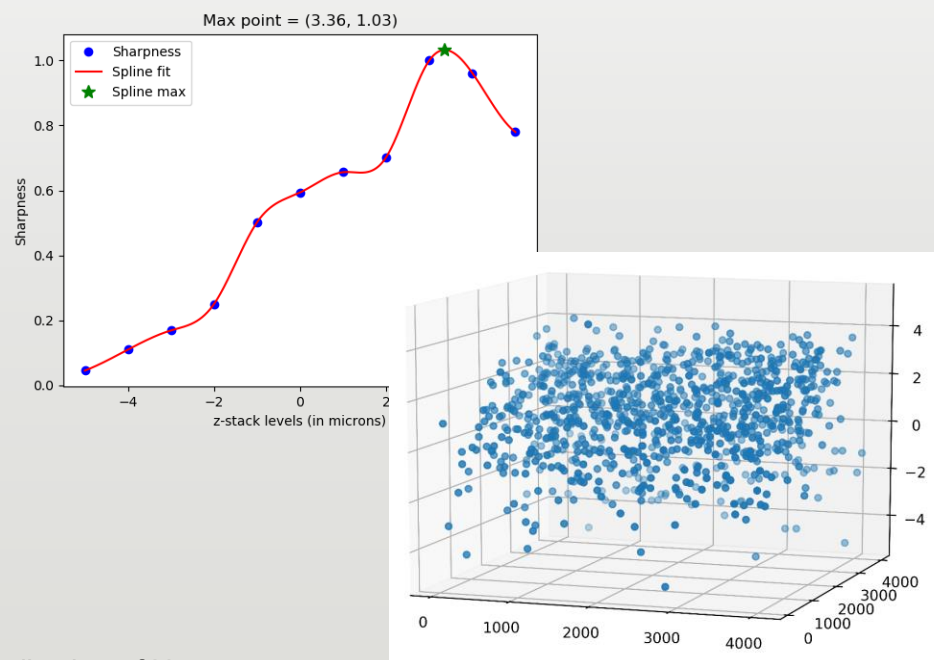 Max point = (3.36, 1.03)
Sharpness
Spline fit
Spline max
1.0
0.8
0.6
0.4
0.2
0.0
Sharpness
−4 −2 0 2
z-stack levels (in microns)
4
2
0
−2
−4
0 1000 2000 3000 4000
0 1000 2000 3000 4000